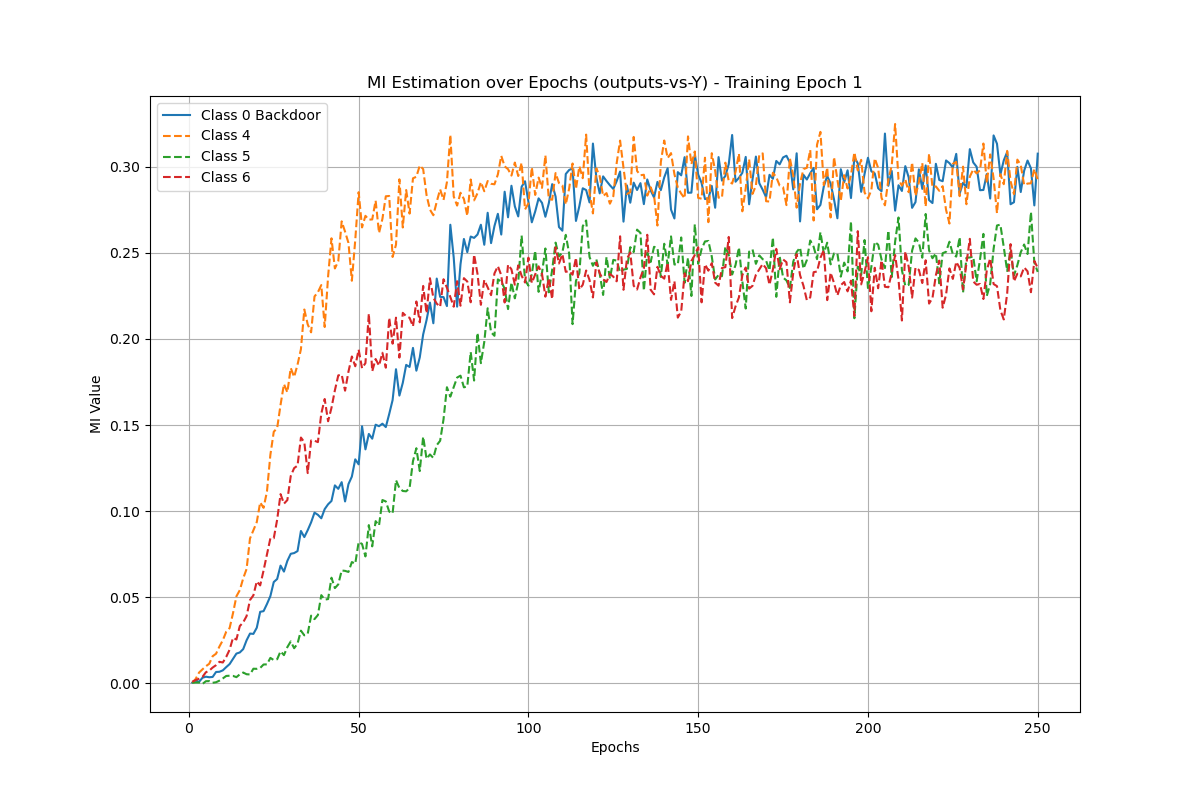 MI Estimation over Epochs (outputs-vs-Y) - Training Epoch 1
Class 0 Backdoor
Class 4
Class 5
Class 6
MI Value
0.30
0.25
0.20
0.15
0.10
0.05
0.00
0 50 100 150 200 250
Epochs